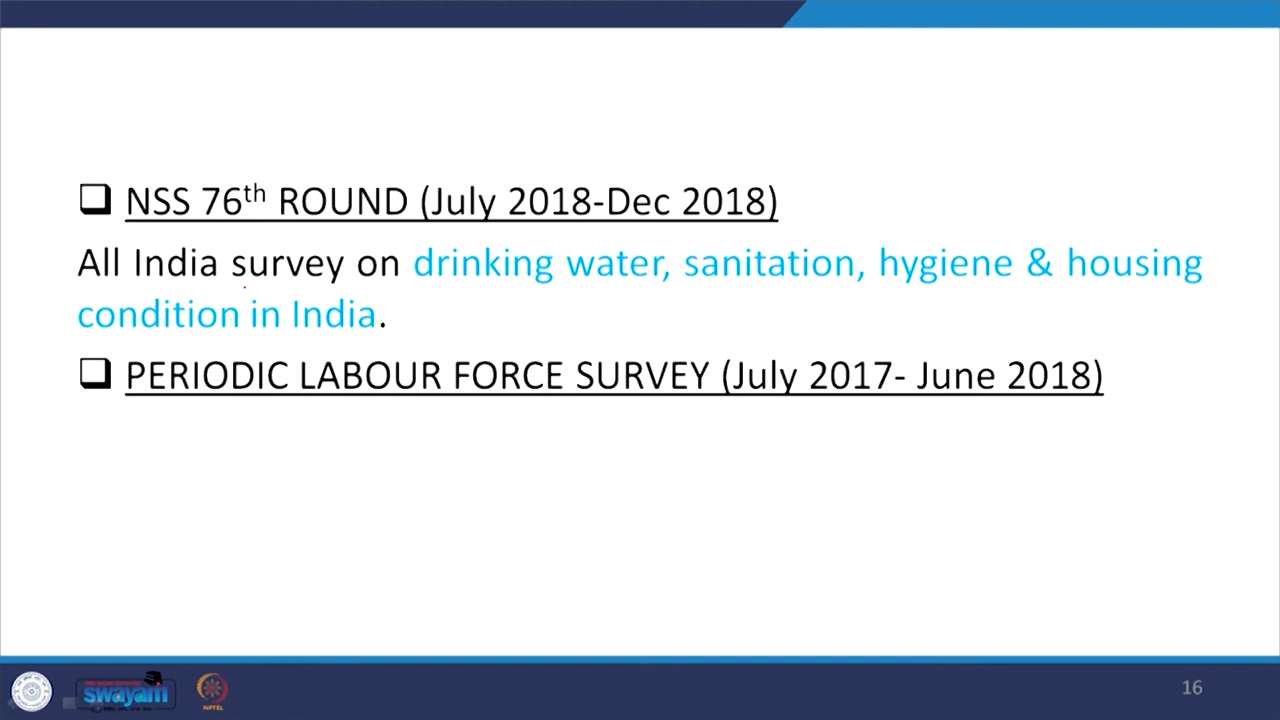 NSS 76th ROUND (July 2018-Dec 2018)
All India survey on drinking water, sanitation, hygiene & housing
condition in India.
PERIODIC LABOUR FORCE SURVEY (July 2017- June 2018)
swayam
NPTEL
16